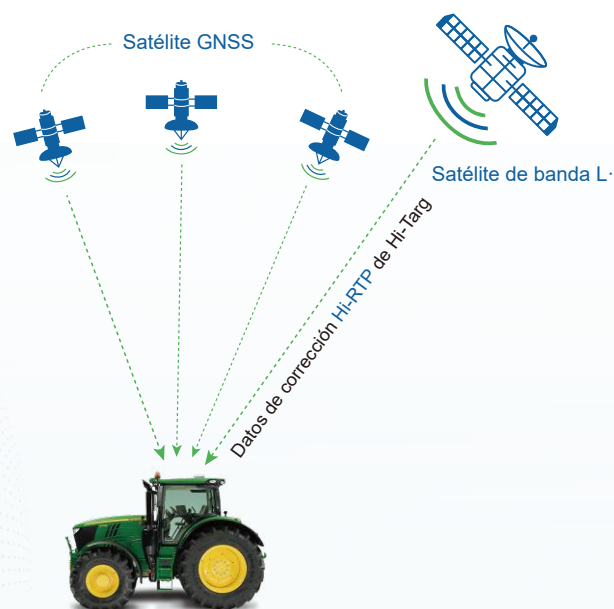 Satélite GNSS
Satélite de banda L·
Datos de corrección Hi-RTP de Hi-Targ